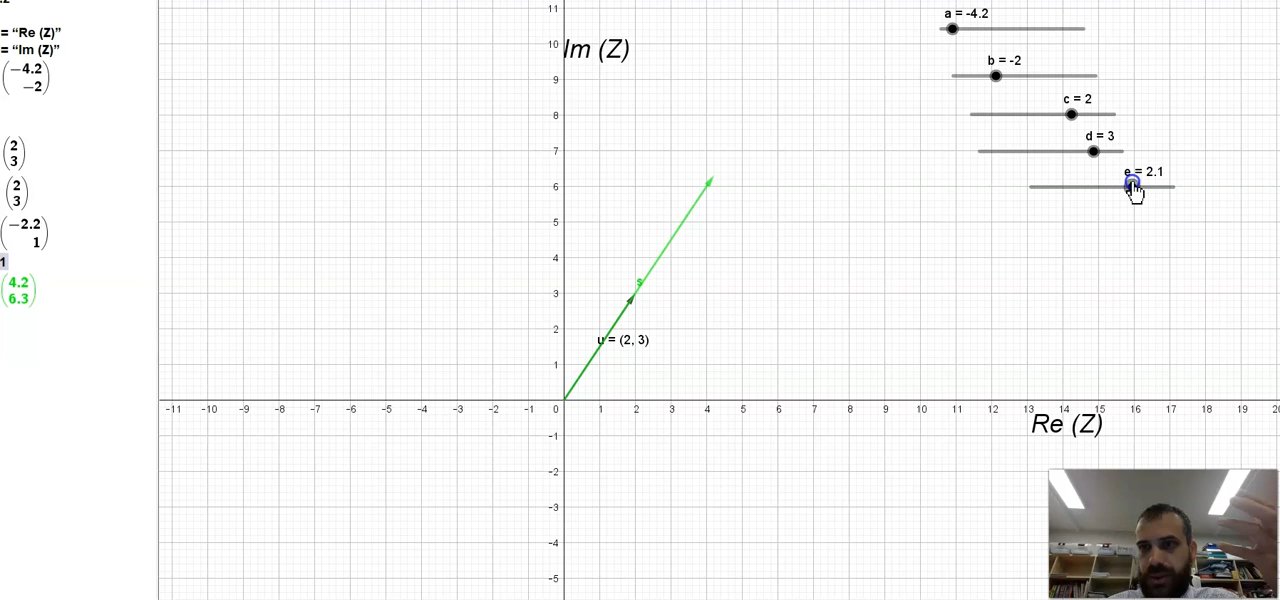 .2
= “Re (Z)”
= “Im (Z)”
−4.2
−2
2
3
2
3
−2.2
1
1
4.2
6.3
Im (Z)
11
10
9
8
7
6
5
4
3
2
1
−1
−2
−3
−4
−5
s
u = (2, 3)
-11 -10 -9 -8 -7 -6 -5 -4 -3 -2 -1 0 1 2 3 4 5 6 7 8 9 10 11 12 13 14 15 16 17 18 19 20
Re (Z)
a = -4.2
b = -2
c = 2
d = 3
e = 2.1